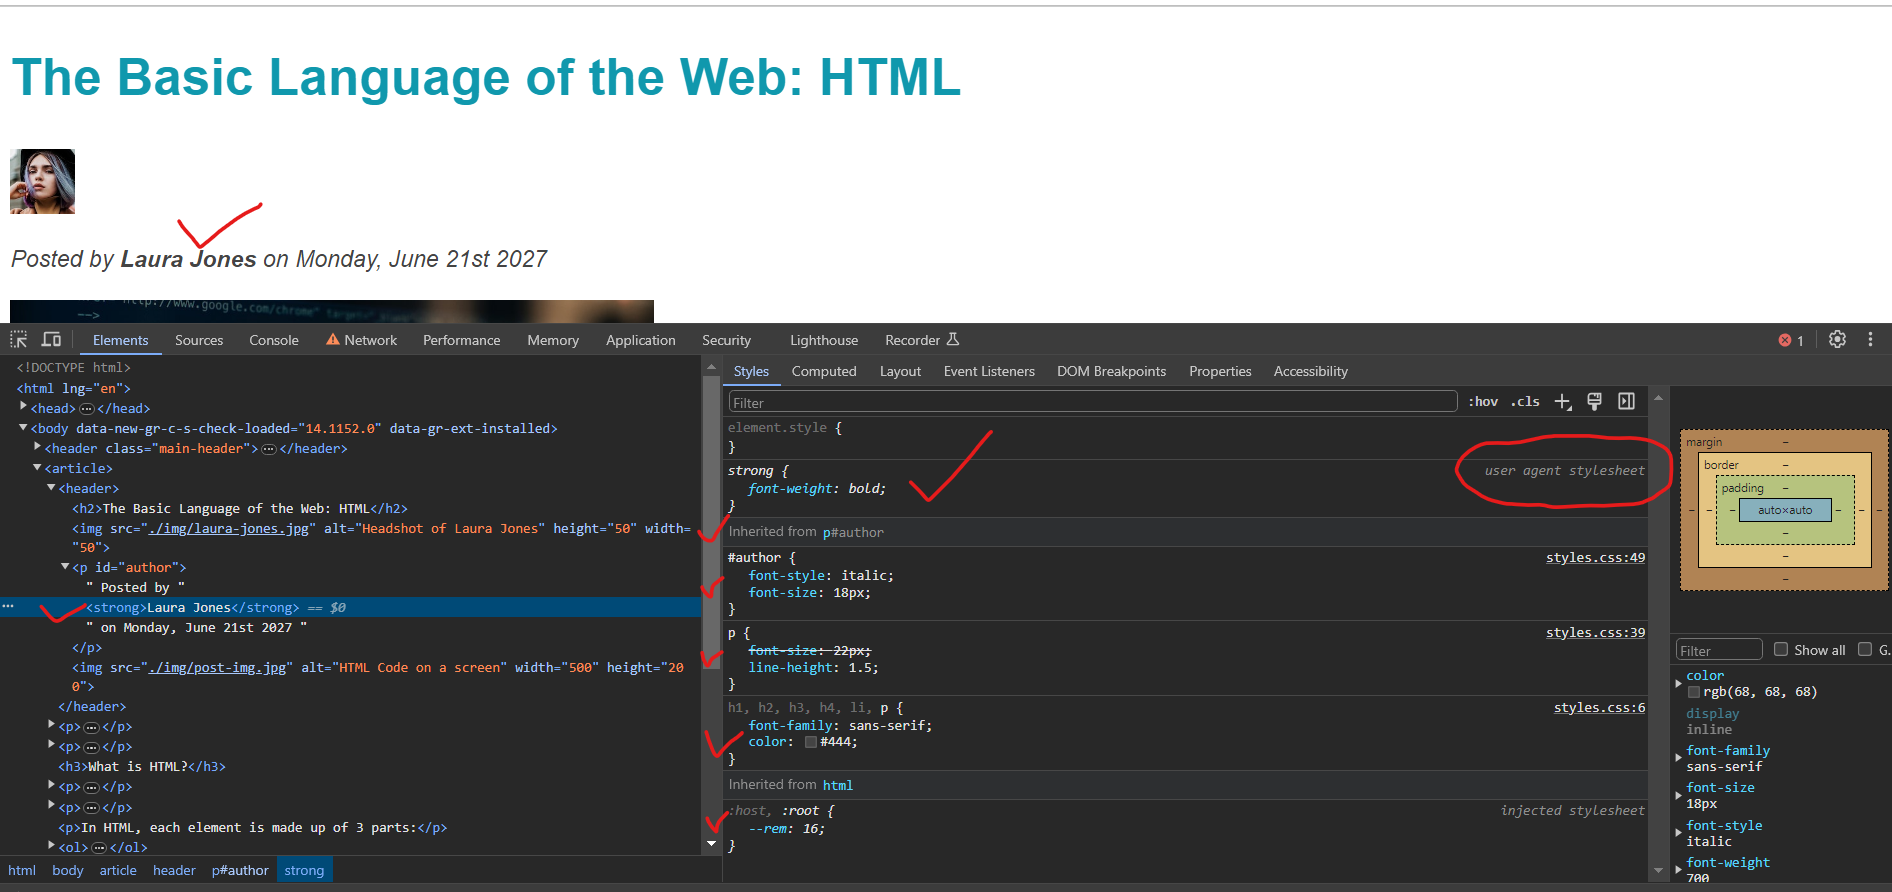 The Basic Language of the Web: HTML
Posted by Laura Jones on Monday, June 21st 2027
http://www.google.com/chrome" target="_blank"
-->
Elements Sources Console Network Performance Memory Application Security Lighthouse Recorder 1
<!DOCTYPE html>
<html lng="en">
<head> ··· </head>
<body data-new-gr-c-s-check-loaded="14.1152.0" data-gr-ext-installed>
<header class="main-header"> ··· </header>
<article>
<header>
<h2>The Basic Language of the Web: HTML</h2>
<img src="./img/laura-jones.jpg" alt="Headshot of Laura Jones" height="50" width=
"50">
<p id="author">
" Posted by "
··· <strong>Laura Jones</strong> == $0
" on Monday, June 21st 2027 "
</p>
<img src="./img/post-img.jpg" alt="HTML Code on a screen" width="500" height="20
0">
</header>
<p> ··· </p>
<p> ··· </p>
<h3>What is HTML?</h3>
<p> ··· </p>
<p> ··· </p>
<p>In HTML, each element is made up of 3 parts:</p>
<ol> ··· </ol>
html body article header p#author strong
Styles Computed Layout Event Listeners DOM Breakpoints Properties Accessibility
Filter :hov .cls
element.style {
}
strong { user agent stylesheet
font-weight: bold;
}
Inherited from p#author
#author { styles.css:49
font-style: italic;
font-size: 18px;
}
p { styles.css:39
font-size: 22px;
line-height: 1.5;
}
h1, h2, h3, h4, li, p { styles.css:6
font-family: sans-serif;
color: #444;
}
Inherited from html
:host, :root { injected stylesheet
--rem: 16;
}
margin –
border –
padding –
– – – auto×auto – – –
–
–
–
Filter Show all G.
color
rgb(68, 68, 68)
display
inline
font-family
sans-serif
font-size
18px
font-style
italic
font-weight
700